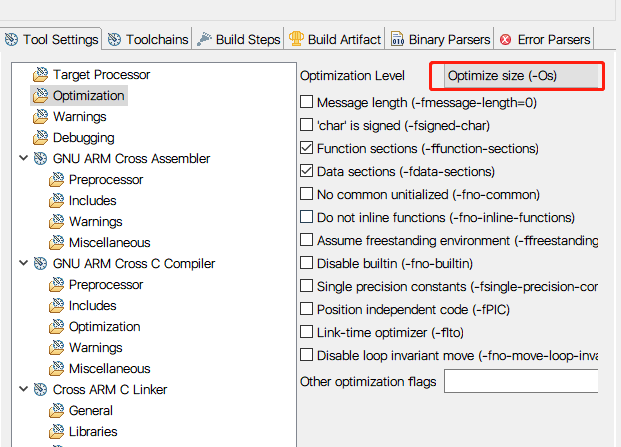 Tool Settings Toolchains Build Steps Build Artifact Binary Parsers Error Parsers
Target Processor
Optimization
Warnings
Debugging
GNU ARM Cross Assembler
Preprocessor
Includes
Warnings
Miscellaneous
GNU ARM Cross C Compiler
Preprocessor
Includes
Optimization
Warnings
Miscellaneous
Cross ARM C Linker
General
Libraries
Optimization Level Optimize size (-Os)
Message length (-fmessage-length=0)
'char' is signed (-fsigned-char)
Function sections (-ffunction-sections)
Data sections (-fdata-sections)
No common unitialized (-fno-common)
Do not inline functions (-fno-inline-functions)
Assume freestanding environment (-ffreestanding
Disable builtin (-fno-builtin)
Single precision constants (-fsingle-precision-con
Position independent code (-fPIC)
Link-time optimizer (-flto)
Disable loop invariant move (-fno-move-loop-inva
Other optimization flags